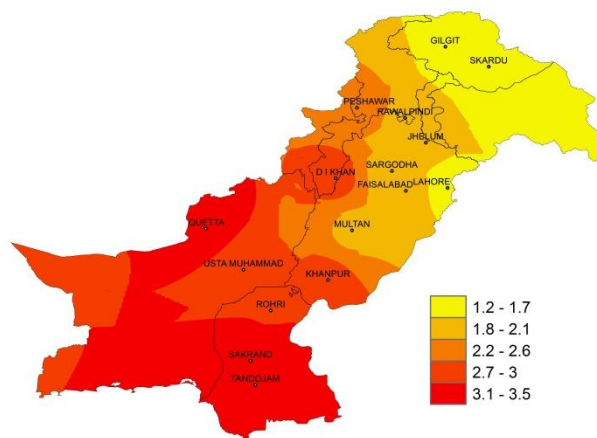 GILGIT
SKARDU
PESHAWAR
RAWALPINDI
JHBLUM
D I KHAN
SARGODHA
FAISALABAD
LAHORE
QUETTA
MULTAN
USTA MUHAMMAD
KHANPUR
ROHRI
SAKRAND
TANDOJAM
1.2 - 1.7
1.8 - 2.1
2.2 - 2.6
2.7 - 3
3.1 - 3.5